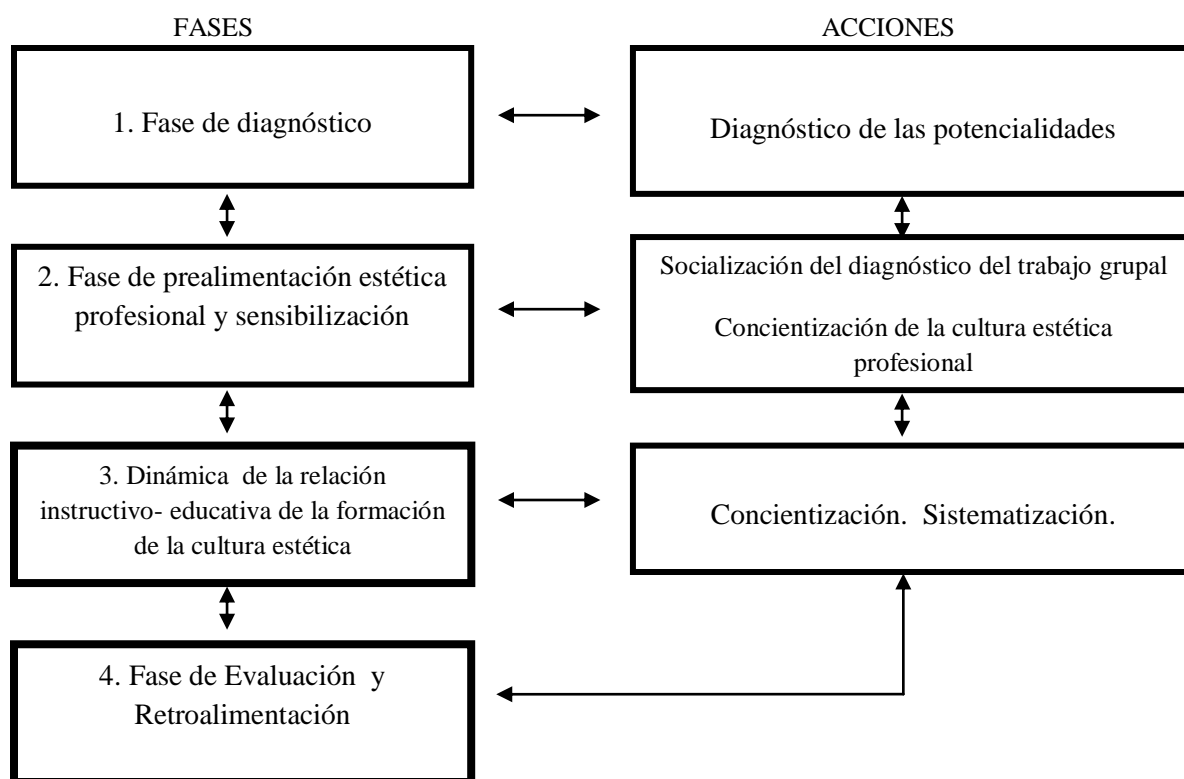 FASES
ACCIONES
1. Fase de diagnóstico
Diagnóstico de las potencialidades
2. Fase de prealimentación estética
profesional y sensibilización
Socialización del diagnóstico del trabajo grupal
Concientización de la cultura estética
profesional
3. Dinámica de la relación
instructivo- educativa de la formación
de la cultura estética
Concientización. Sistematización.
4. Fase de Evaluación y
Retroalimentación